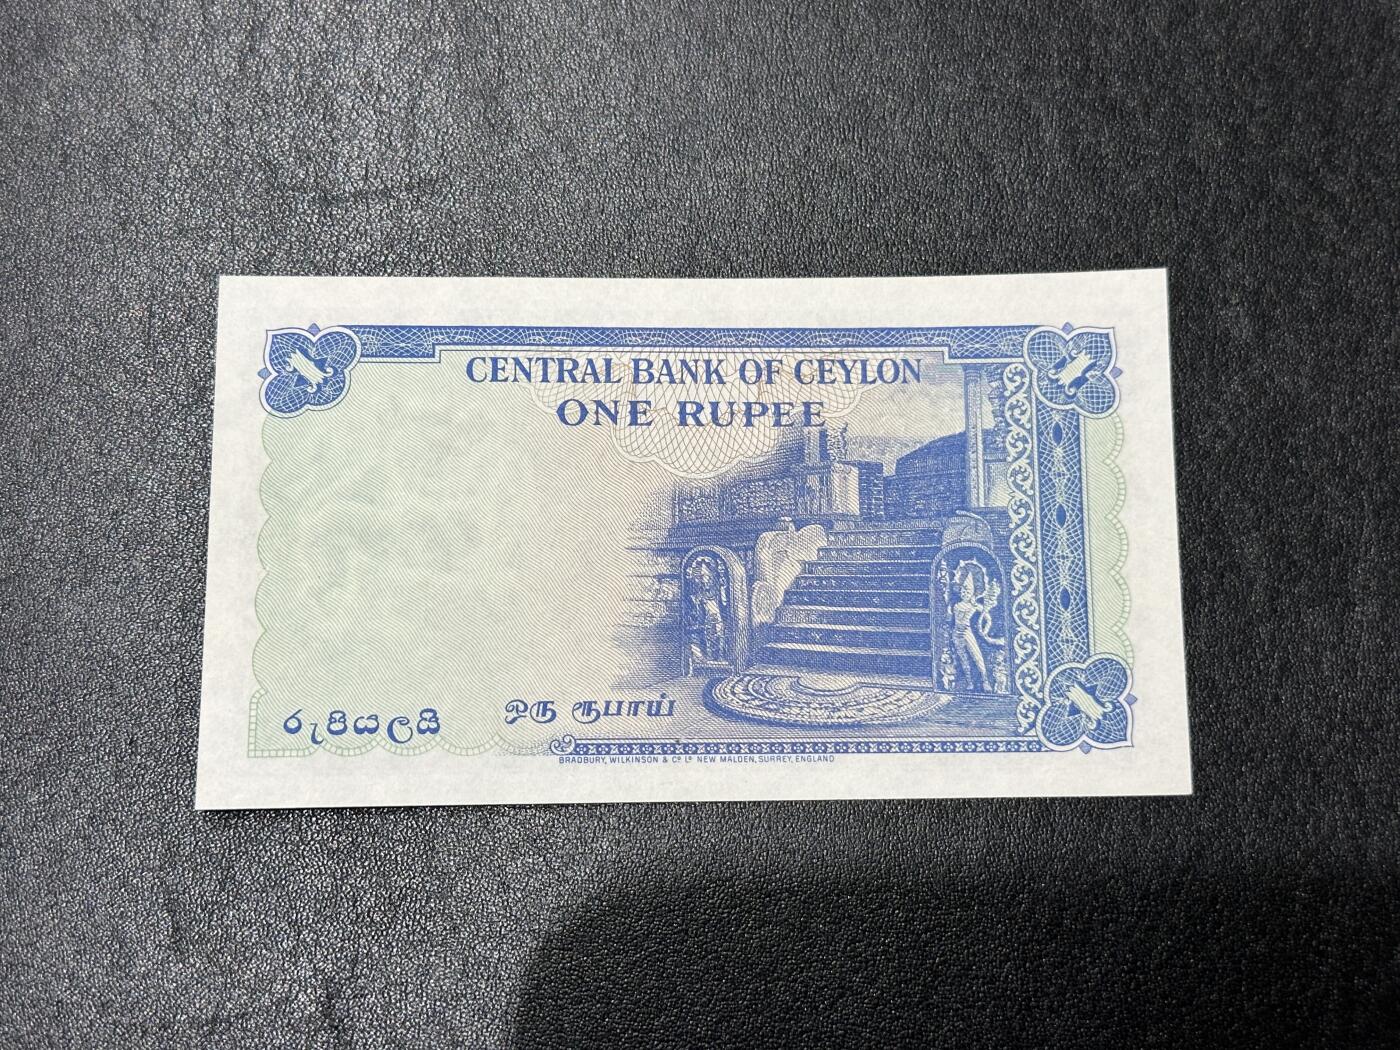 CENTRAL BANK OF CEYLON
ONE RUPEE
රුපියලයි
ஒரு ரூபாய்
BRADBURY, WILKINSON & Cº Lº NEW MALDEN, SURREY, ENGLAND